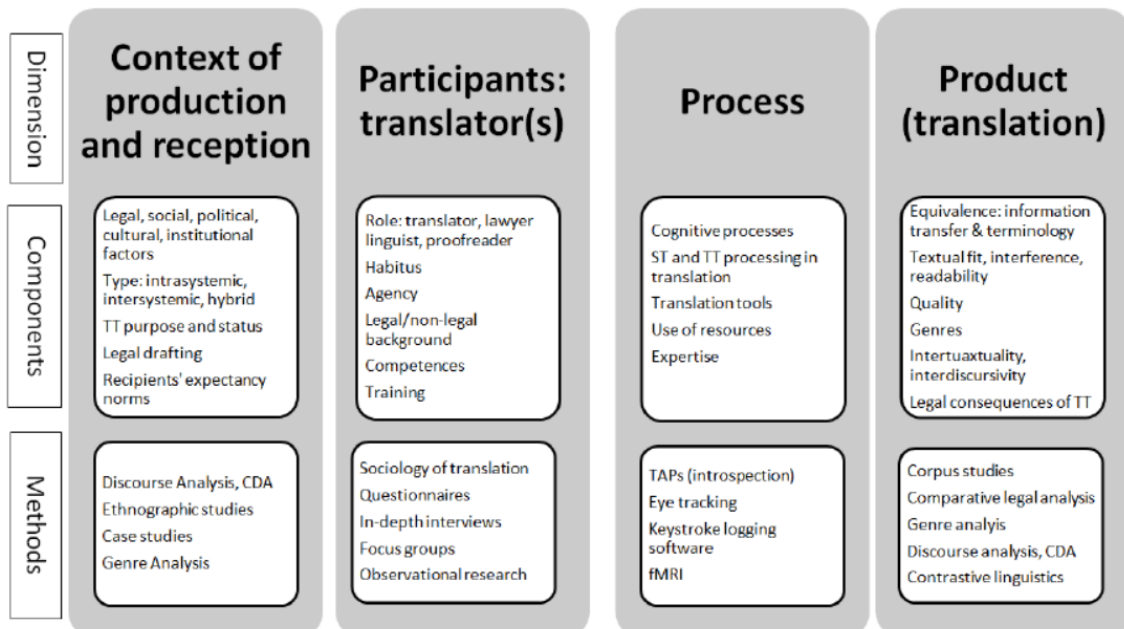 Dimension
Context of
production
and reception
Participants:
translator(s)
Process
Product
(translation)
Components
Legal, social, political,
cultural, institutional
factors
Type: intrasystemic,
intersystemic, hybrid
TT purpose and status
Legal drafting
Recipients' expectancy
norms
Role: translator, lawyer
linguist, proofreader
Habitus
Agency
Legal/non-legal
background
Competences
Training
Cognitive processes
ST and TT processing in
translation
Translation tools
Use of resources
Expertise
Equivalence: information
transfer & terminology
Textual fit, interference,
readability
Quality
Genres
Intertuaxtuality,
interdiscursivity
Legal consequences of TT
Methods
Discourse Analysis, CDA
Ethnographic studies
Case studies
Genre Analysis
Sociology of translation
Questionnaires
In-depth interviews
Focus groups
Observational research
TAPs (introspection)
Eye tracking
Keystroke logging
software
fMRI
Corpus studies
Comparative legal analysis
Genre analyis
Discourse analysis, CDA
Contrastive linguistics